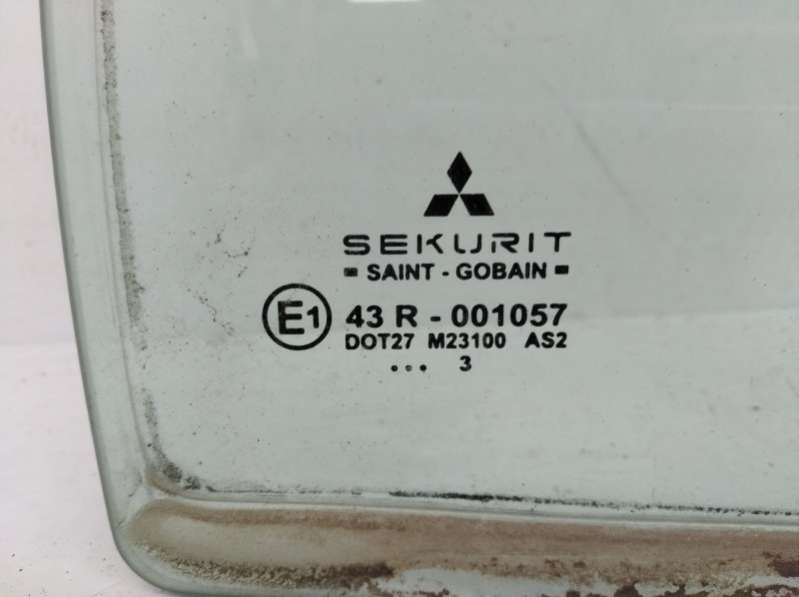 SEKURIT
SAINT - GOBAIN
E1 43 R - 001057
DOT27 M23100 AS2
... 3